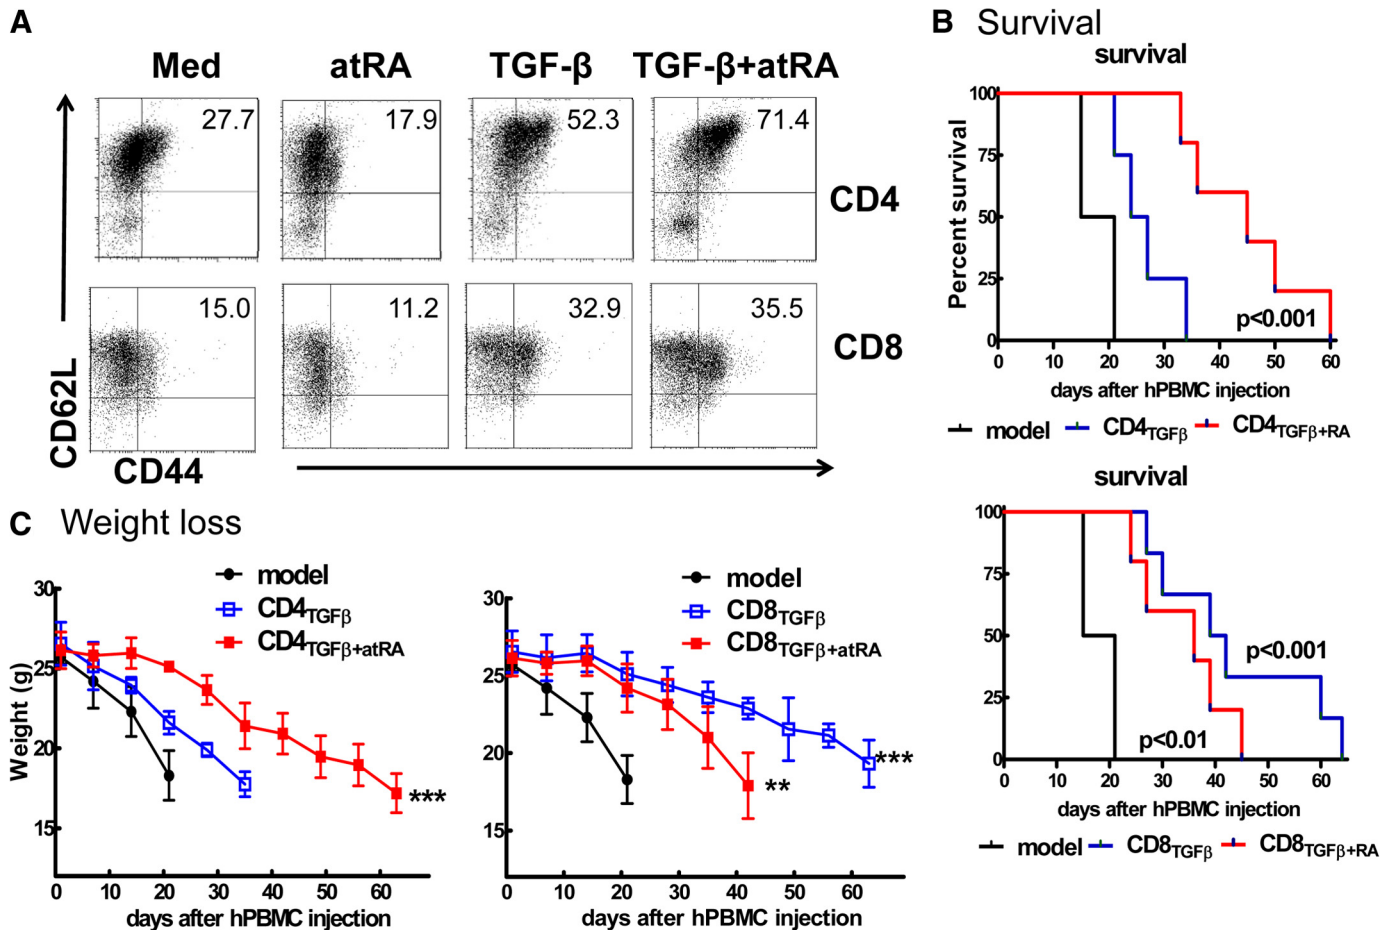 A
Med atRA TGF-β TGF-β+atRA
27.7 17.9 52.3 71.4
CD4
15.0 11.2 32.9 35.5
CD8
CD62L
CD44
B Survival
survival
Percent survival
100
75
50
25
0
p<0.001
0 10 20 30 40 50 60
days after hPBMC injection
model CD4TGFβ CD4TGFβ+RA
survival
100
75
50
25
0
p<0.001
p<0.01
0 10 20 30 40 50 60
days after hPBMC injection
model CD8TGFβ CD8TGFβ+RA
C Weight loss
model
CD4TGFβ
CD4TGFβ+atRA
Weight (g)
30
25
20
15
***
0 10 20 30 40 50 60
days after hPBMC injection
model
CD8TGFβ
CD8TGFβ+atRA
30
25
20
15
***
**
0 10 20 30 40 50 60
days after hPBMC injection